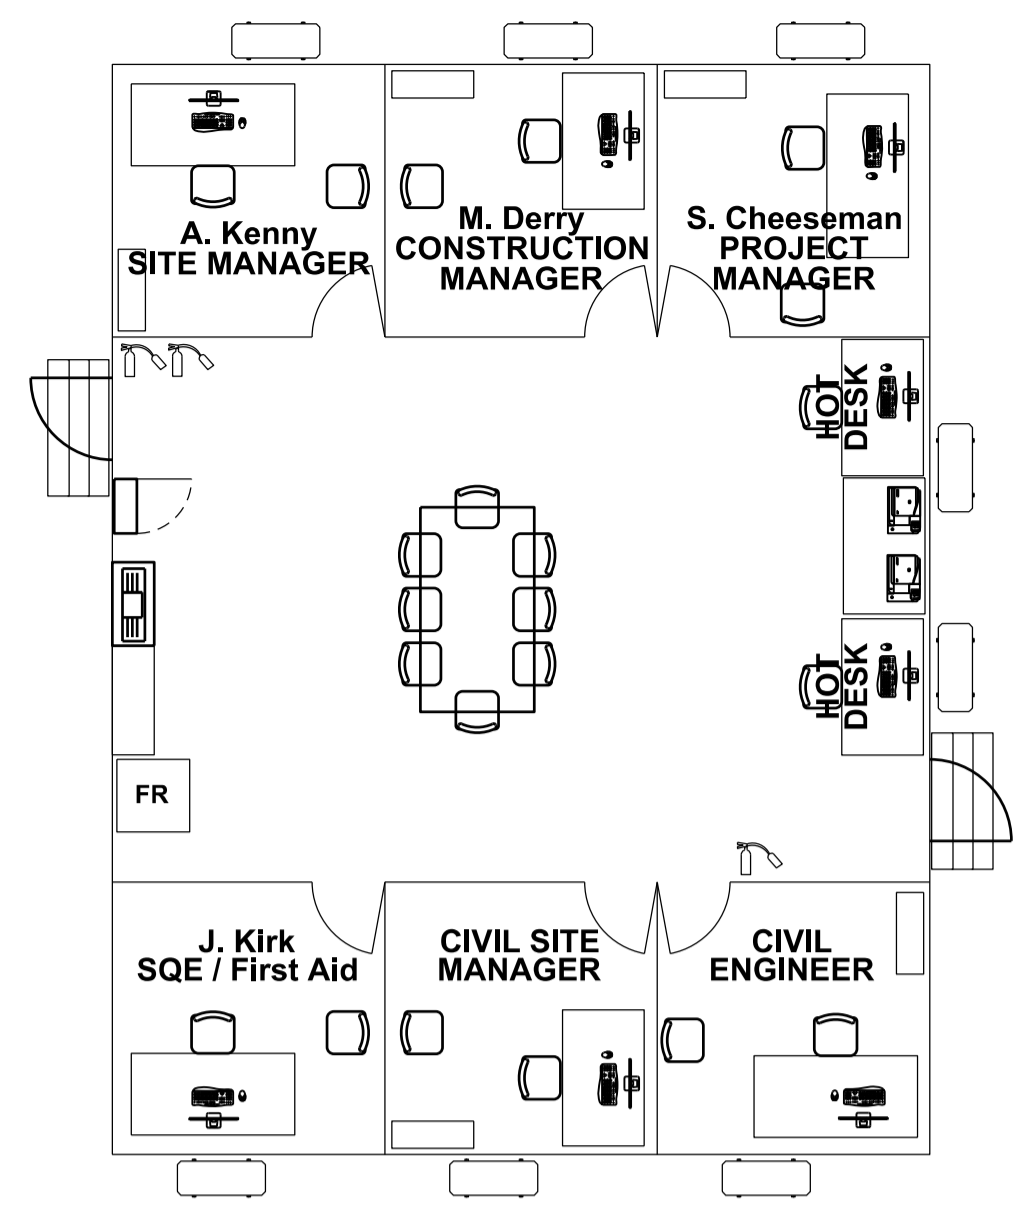 A. Kenny
SITE MANAGER
M. Derry
CONSTRUCTION
MANAGER
S. Cheeseman
PROJECT
MANAGER
HOT
DESK
HOT
DESK
FR
J. Kirk
SQE / First Aid
CIVIL SITE
MANAGER
CIVIL
ENGINEER